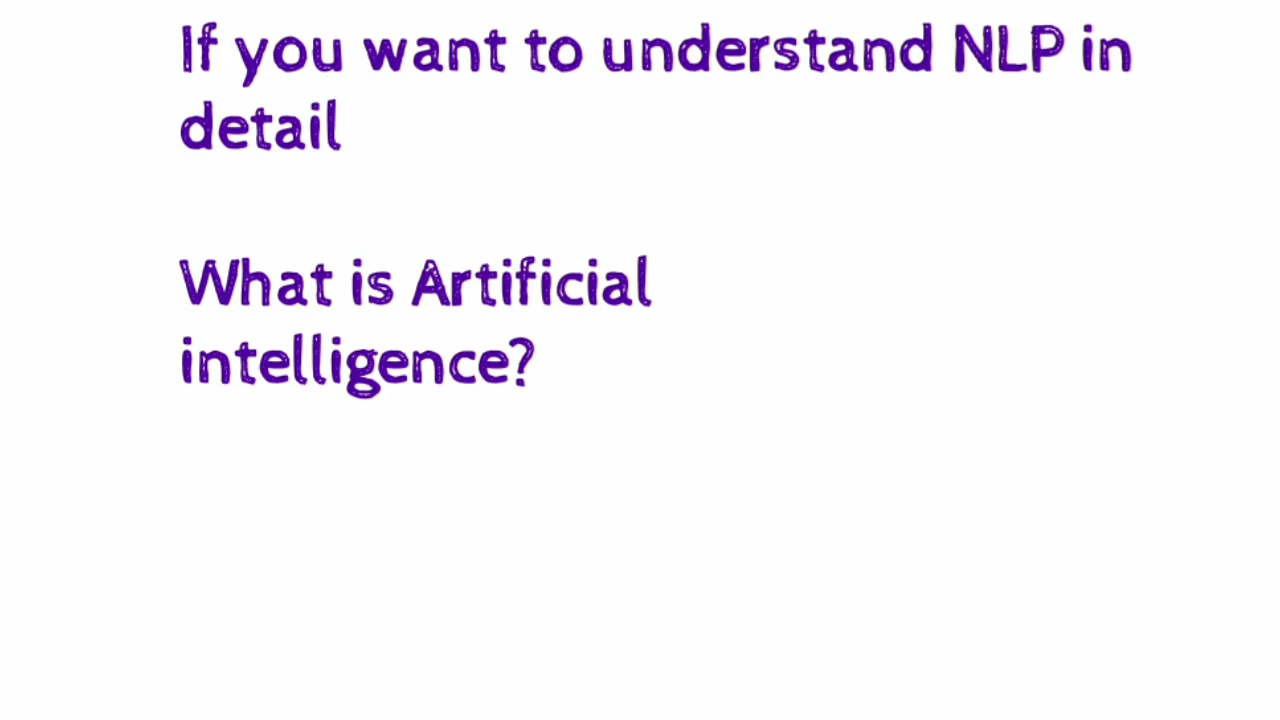 If you want to understand NLP in
detail
What is Artificial
intelligence?